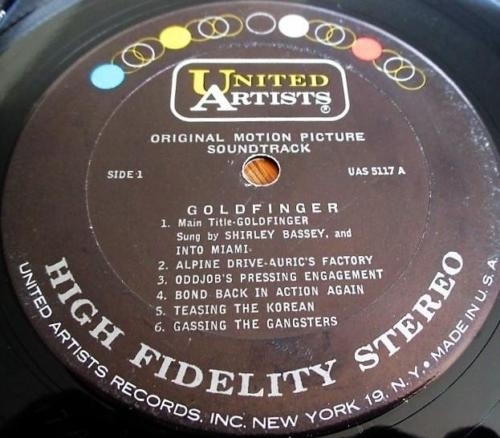 UNITED
ARTISTS®
ORIGINAL MOTION PICTURE
SOUNDTRACK
SIDE 1
UAS 5117 A
GOLDFINGER
1. Main Title-GOLDFINGER
Sung by SHIRLEY BASSEY, and
INTO MIAMI
2. ALPINE DRIVE-AURIC'S FACTORY
3. ODDJOB'S PRESSING ENGAGEMENT
4. BOND BACK IN ACTION AGAIN
5. TEASING THE KOREAN
6. GASSING THE GANGSTERS
HIGH FIDELITY STEREO
UNITED ARTISTS RECORDS, INC. NEW YORK 19, N.Y. • MADE IN U.S.A.